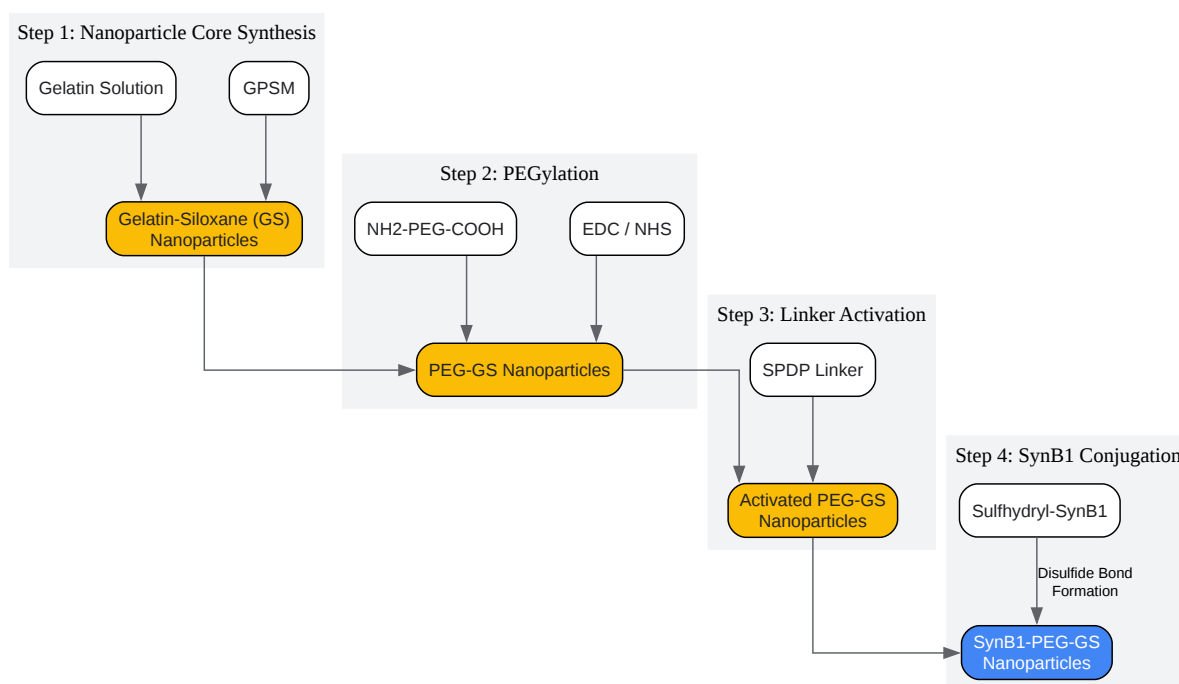 Step 1: Nanoparticle Core Synthesis
Gelatin Solution
GPSM
Gelatin-Siloxane (GS)
Nanoparticles
Step 2: PEGylation
NH2-PEG-COOH
EDC / NHS
PEG-GS Nanoparticles
Step 3: Linker Activation
SPDP Linker
Activated PEG-GS
Nanoparticles
Step 4: SynB1 Conjugation
Sulfhydryl-SynB1
Disulfide Bond
Formation
SynB1-PEG-GS
Nanoparticles